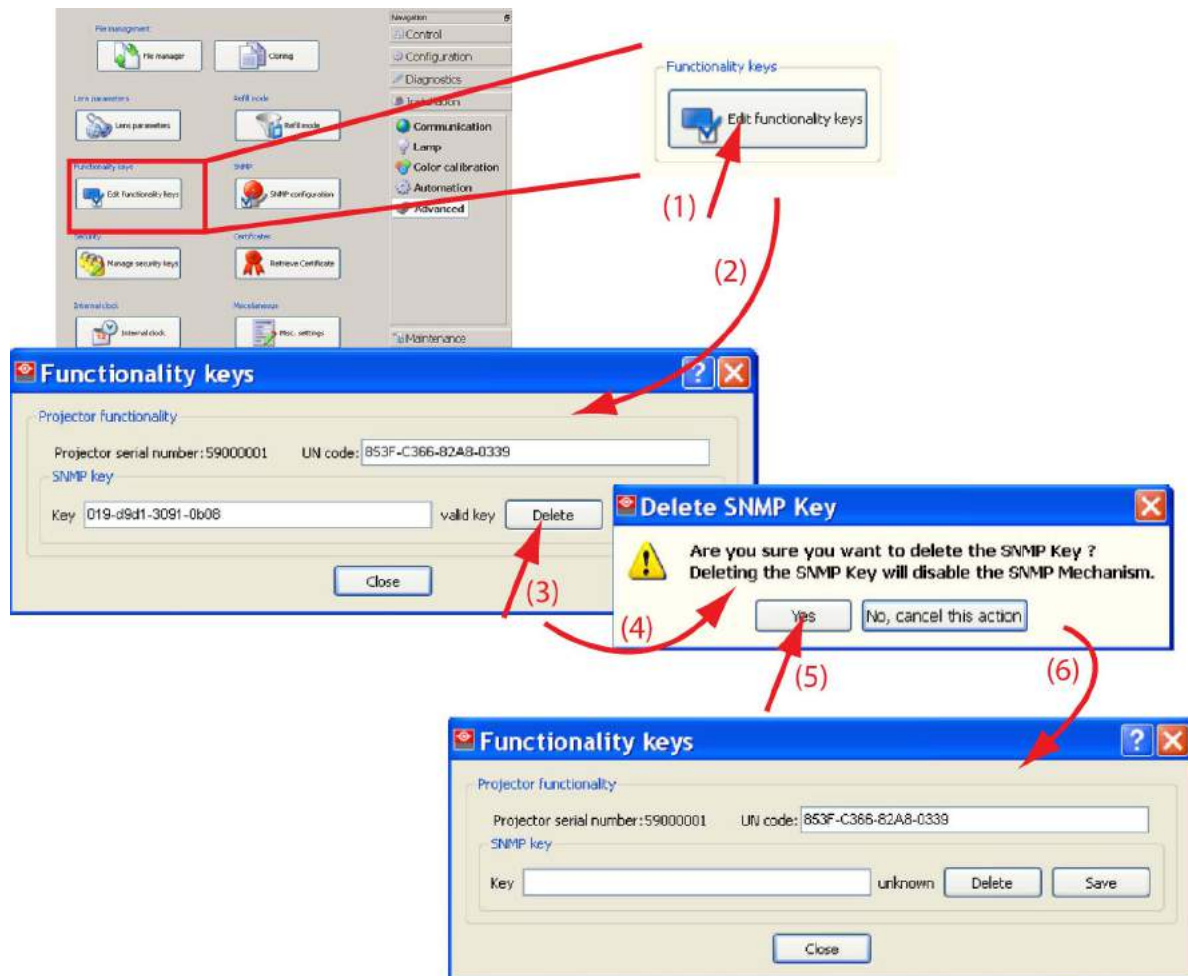 File management
File manager
Cloning
Lens parameters
Refill mode
Lens parameters
Refill mode
Functionality keys
SNMP
Edit functionality keys
SNMP configuration
Security
Certificates
Manage security keys
Retrieve Certificate
Internal clock
Miscellaneous
Internal clock
Misc. settings
Navigation
Control
Configuration
Diagnostics
Installation
Communication
Lamp
Color calibration
Automation
Advanced
Maintenance
Functionality keys
Edit functionality keys
(1)
(2)
Functionality keys
Projector functionality
Projector serial number: 59000001 UN code: 853F-C366-82A8-0339
SNMP key
Key 019-d9d1-3091-0b08 valid key Delete
Close
(3)
(4)
Delete SNMP Key
Are you sure you want to delete the SNMP Key ?
Deleting the SNMP Key will disable the SNMP Mechanism.
Yes No, cancel this action
(5)
(6)
Functionality keys
Projector functionality
Projector serial number: 59000001 UN code: 853F-C366-82A8-0339
SNMP key
Key unknown Delete Save
Close